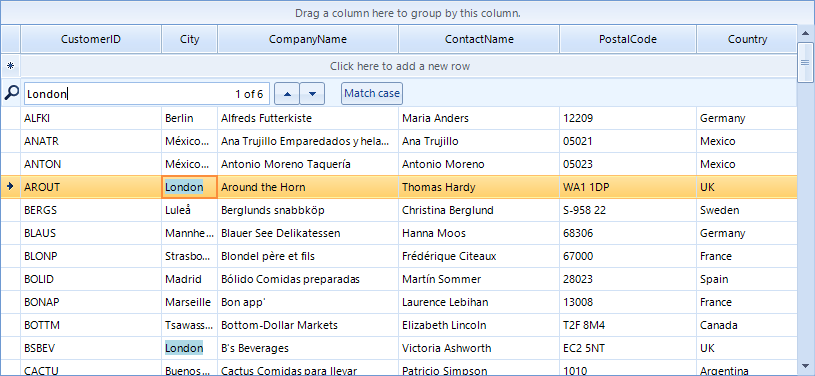 Drag a column here to group by this column.
CustomerID City CompanyName ContactName PostalCode Country
Click here to add a new row
London 1 of 6 Match case
ALFKI Berlin Alfreds Futterkiste Maria Anders 12209 Germany
ANATR México... Ana Trujillo Emparedados y hela... Ana Trujillo 05021 Mexico
ANTON México... Antonio Moreno Taquería Antonio Moreno 05023 Mexico
AROUT London Around the Horn Thomas Hardy WA1 1DP UK
BERGS Luleå Berglunds snabbköp Christina Berglund S-958 22 Sweden
BLAUS Mannhe... Blauer See Delikatessen Hanna Moos 68306 Germany
BLONP Strasbo... Blondel père et fils Frédérique Citeaux 67000 France
BOLID Madrid Bólido Comidas preparadas Martín Sommer 28023 Spain
BONAP Marseille Bon app' Laurence Lebihan 13008 France
BOTTM Tsawass... Bottom-Dollar Markets Elizabeth Lincoln T2F 8M4 Canada
BSBEV London B's Beverages Victoria Ashworth EC2 5NT UK
CACTU Buenos... Cactus Comidas para llevar Patricio Simpson 1010 Argentina